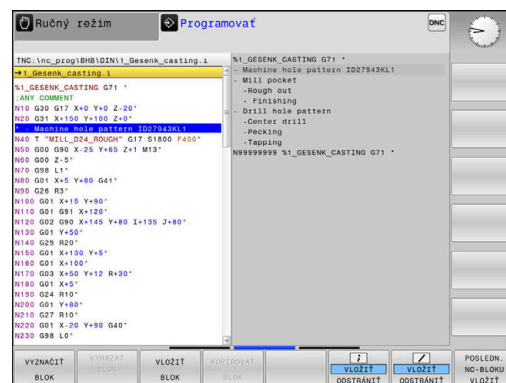 Ručný režim
Programovať
DNC
TNC:\nc_prog\BHB\DIN\1_Gesenk_casting.i
→1_Gesenk_casting.i
%1_GESENK_CASTING G71 *
;ANY COMMENT
N10 G30 G17 X+0 Y+0 Z-20*
N20 G31 X+150 Y+100 Z+0*
* - Machine hole pattern ID27943KL1
N40 T "MILL_D24_ROUGH" G17 S1800 F400*
N50 G00 G90 X-25 Y+65 Z+1 M13*
N60 G00 Z-5*
N70 G98 L1*
N80 G01 X+5 Y+80 G41*
N90 G26 R3*
N100 G01 X+15 Y+90*
N110 G01 G91 X+120*
N120 G02 G90 X+145 Y+80 I+135 J+80*
N130 G01 Y+50*
N140 G25 R20*
N150 G01 X+130 Y+5*
N160 G01 X+100*
N170 G03 X+50 Y+12 R+30*
N180 G01 X+5*
N190 G24 R10*
N200 G01 Y+80*
N210 G27 R10*
N220 G01 X-20 Y+90 G40*
N230 G98 L0*
%1_GESENK_CASTING G71 *
- Machine hole pattern ID27943KL1
- Mill pocket
-Rough out
- Finishing
- Drill hole pattern
-Center drill
-Pecking
-Tapping
N99999999 %1_GESENK_CASTING G71 *
VYZNAČIŤ
BLOK
VYMAZAŤ
BLOK
VLOŽIŤ
BLOK
KOPÍROVAŤ
BLOK
VLOŽIŤ
ODSTRÁNIŤ
VLOŽIŤ
ODSTRÁNIŤ
POSLEDN.
NC-BLOKU
VLOŽIŤ